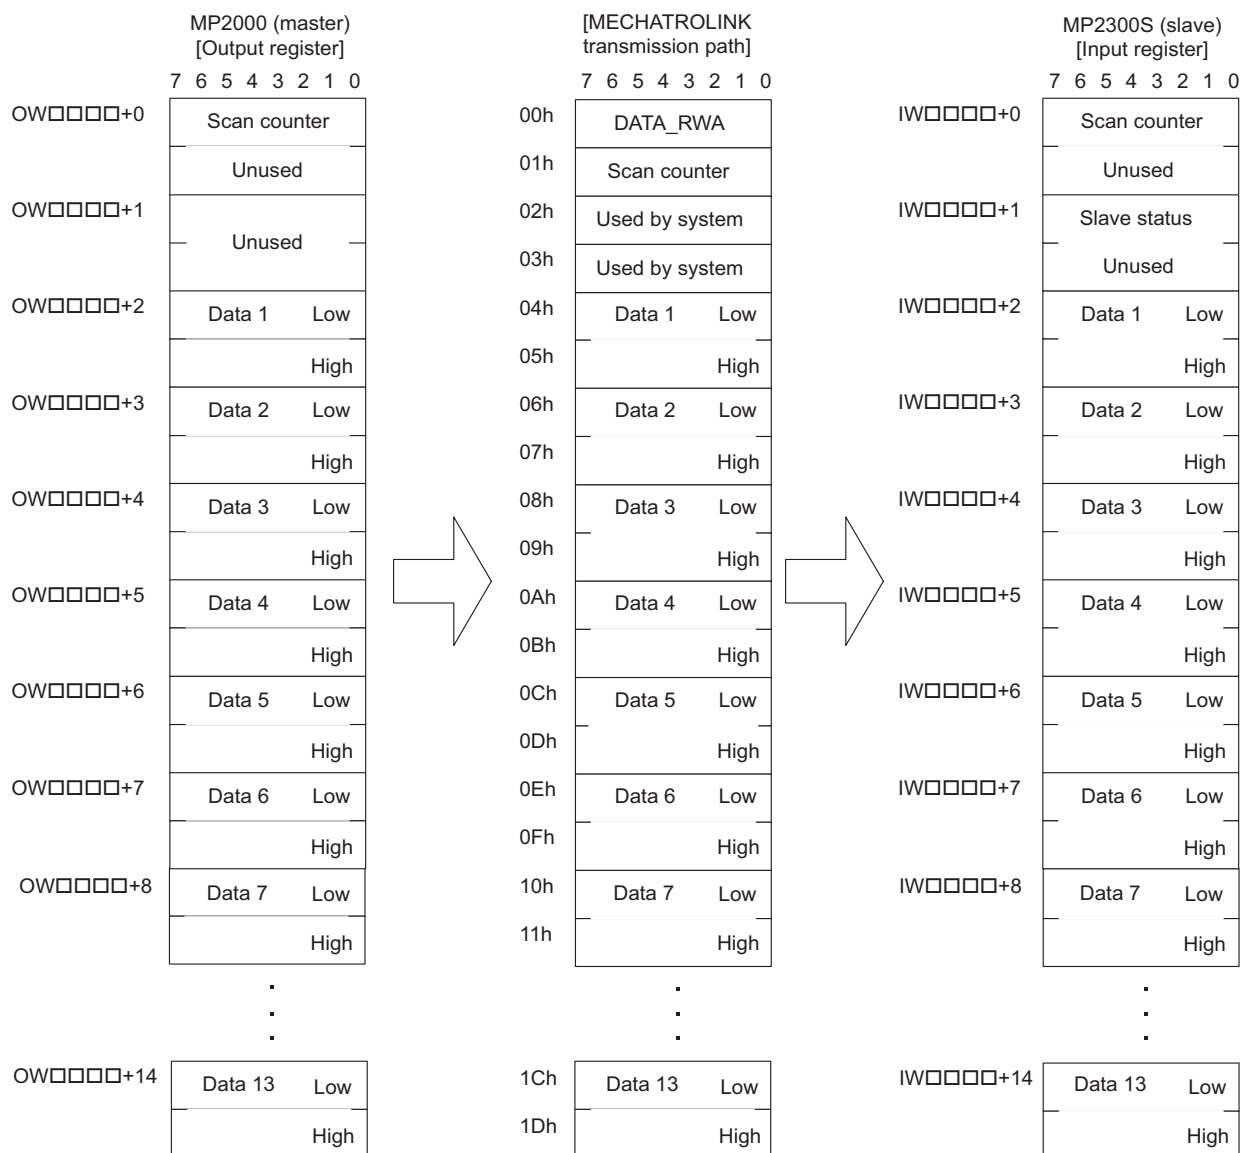 MP2000 (master)
[Output register]
7 6 5 4 3 2 1 0
OW□□□□+0
Scan counter
Unused
OW□□□□+1
Unused
OW□□□□+2
Data 1 Low
High
OW□□□□+3
Data 2 Low
High
OW□□□□+4
Data 3 Low
High
OW□□□□+5
Data 4 Low
High
OW□□□□+6
Data 5 Low
High
OW□□□□+7
Data 6 Low
High
OW□□□□+8
Data 7 Low
High
OW□□□□+14
Data 13 Low
High
[MECHATROLINK
transmission path]
7 6 5 4 3 2 1 0
00h DATA_RWA
01h Scan counter
02h Used by system
03h Used by system
04h Data 1 Low
05h High
06h Data 2 Low
07h High
08h Data 3 Low
09h High
0Ah Data 4 Low
0Bh High
0Ch Data 5 Low
0Dh High
0Eh Data 6 Low
0Fh High
10h Data 7 Low
11h High
1Ch Data 13 Low
1Dh High
MP2300S (slave)
[Input register]
7 6 5 4 3 2 1 0
IW□□□□+0
Scan counter
Unused
IW□□□□+1
Slave status
Unused
IW□□□□+2
Data 1 Low
High
IW□□□□+3
Data 2 Low
High
IW□□□□+4
Data 3 Low
High
IW□□□□+5
Data 4 Low
High
IW□□□□+6
Data 5 Low
High
IW□□□□+7
Data 6 Low
High
IW□□□□+8
Data 7 Low
High
IW□□□□+14
Data 13 Low
High